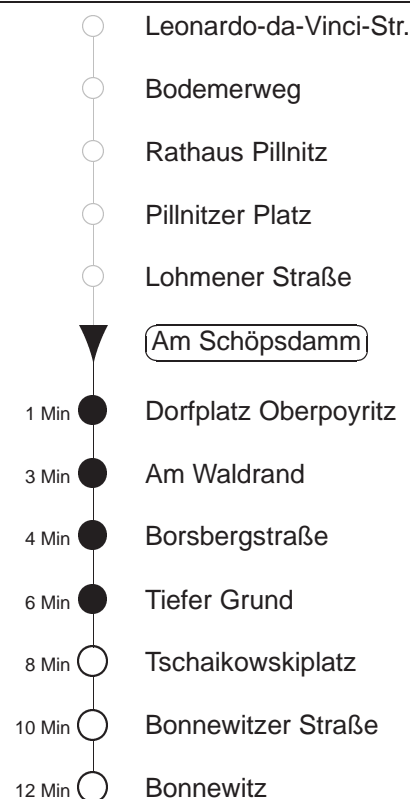 Leonardo-da-Vinci-Str.
Bodemerweg
Rathaus Pillnitz
Pillnitzer Platz
Lohmener Straße
Am Schöpsdamm
1 Min Dorfplatz Oberpoyritz
3 Min Am Waldrand
4 Min Borsbergstraße
6 Min Tiefer Grund
8 Min Tschaikowskiplatz
10 Min Bonnewitzer Straße
12 Min Bonnewitz